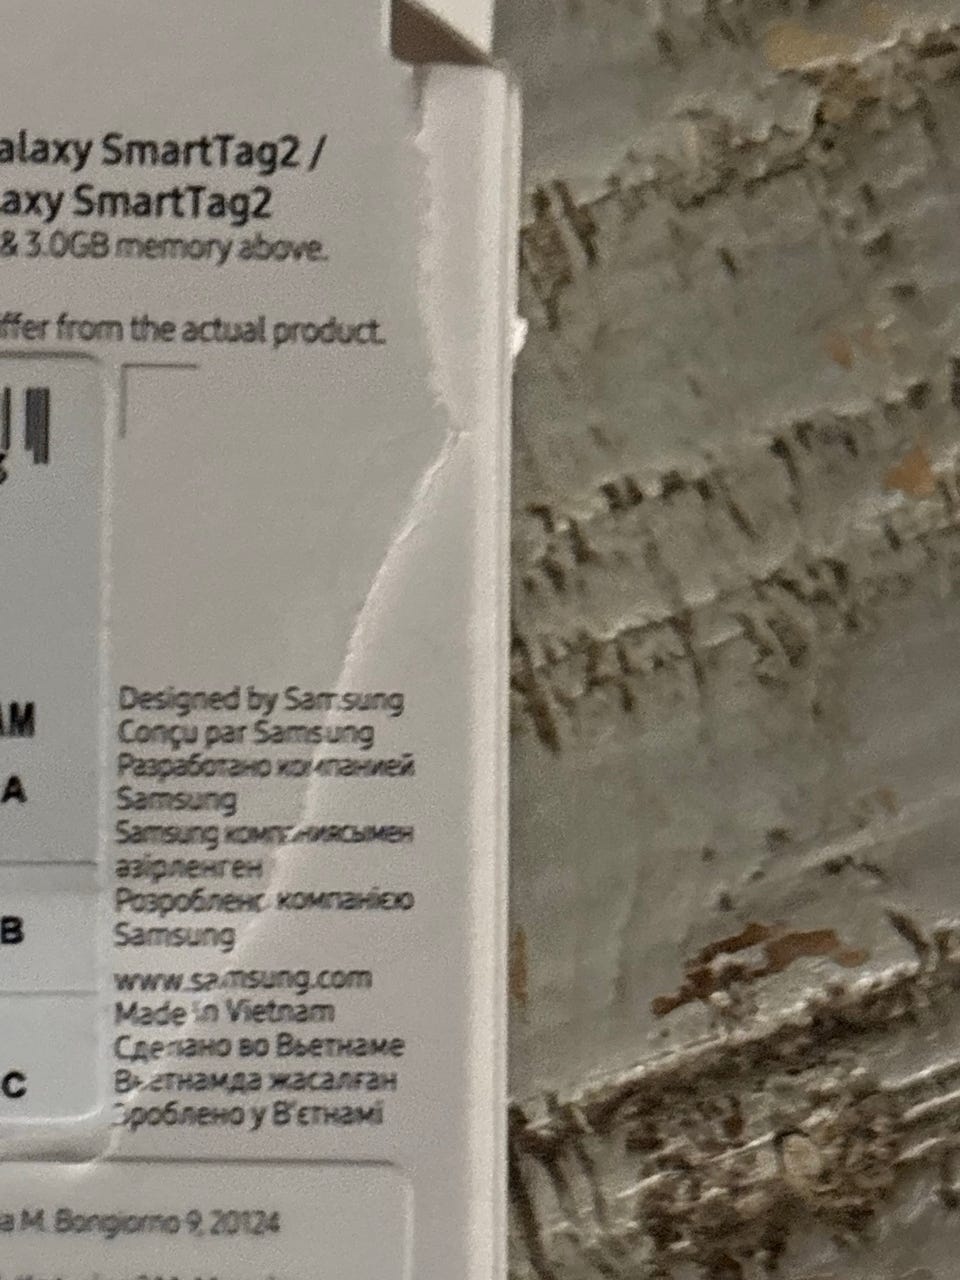 alaxy SmartTag2 /
axy SmartTag2
& 3.0GB memory above.
iffer from the actual product.
Designed by Samsung
Conçu par Samsung
Разработано компанией
Samsung
Samsung компаниясымен
әзірленген
Розроблено компанією
Samsung
www.samsung.com
Made in Vietnam
Сделано во Вьетнаме
Вьетнамда жасалған
Зроблено у В'єтнамі
AM
A
B
C
a M. Bongiorno 9, 20124